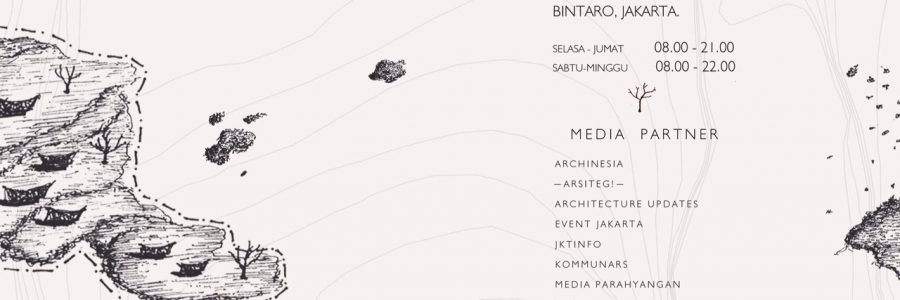 BINTARO, JAKARTA.
SELASA - JUMAT 08.00 - 21.00
SABTU-MINGGU 08.00 - 22.00
MEDIA PARTNER
ARCHINESIA
—ARSITEG!—
ARCHITECTURE UPDATES
EVENT JAKARTA
JKTINFO
KOMMUNARS
MEDIA PARAHYANGAN